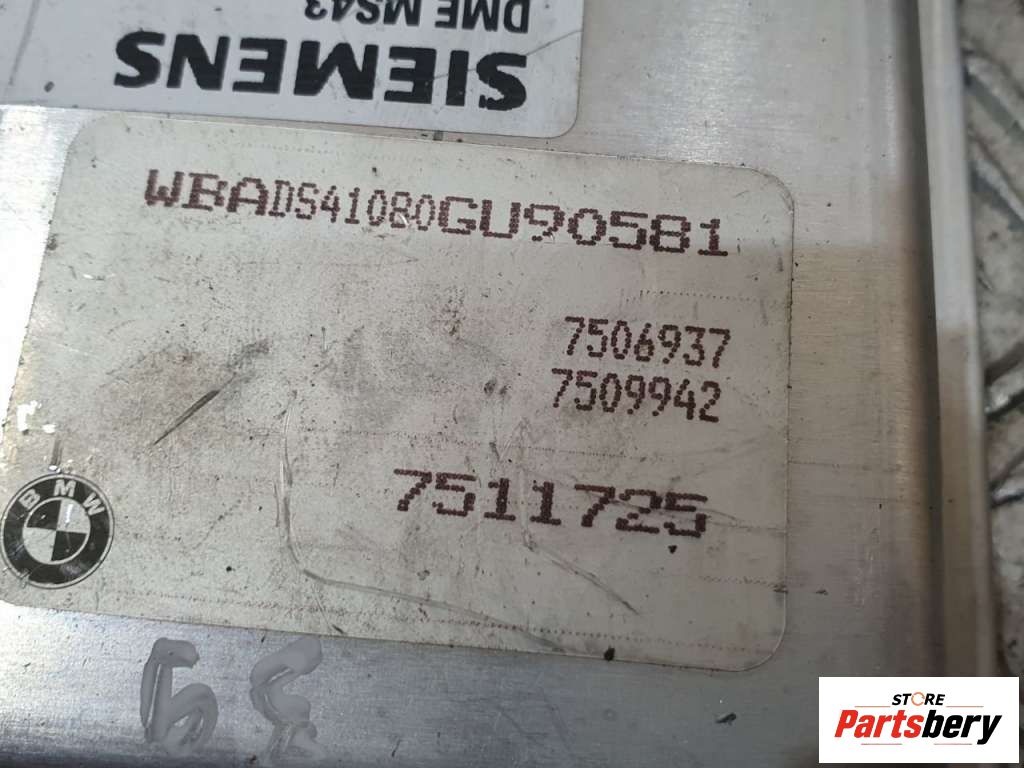 DME MS43
SIEMENS
WBADS41080GU90581
7506937
7509942
7511725
BMW
STORE
Partsbery